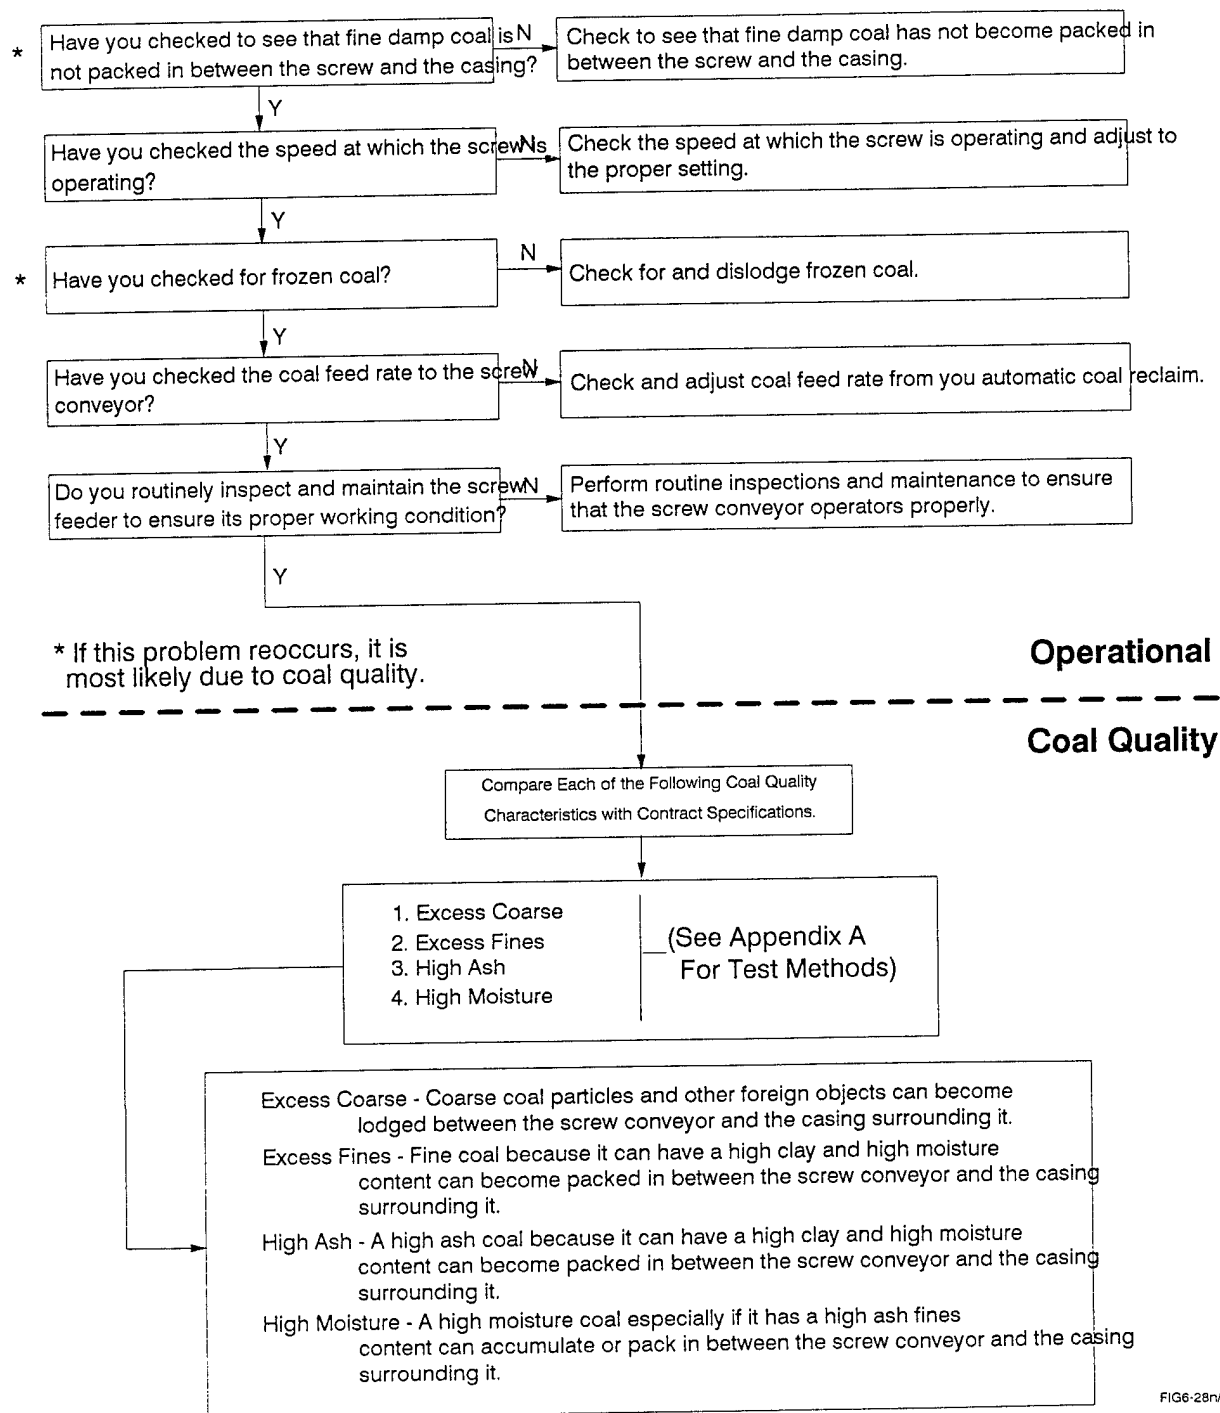 * Have you checked to see that fine damp coal is
not packed in between the screw and the casing?
N
Check to see that fine damp coal has not become packed in
between the screw and the casing.
Y
Have you checked the speed at which the screw is
operating?
N
Check the speed at which the screw is operating and adjust to
the proper setting.
Y
* Have you checked for frozen coal?
N
Check for and dislodge frozen coal.
Y
Have you checked the coal feed rate to the screw
conveyor?
N
Check and adjust coal feed rate from you automatic coal reclaim.
Y
Do you routinely inspect and maintain the screw
feeder to ensure its proper working condition?
N
Perform routine inspections and maintenance to ensure
that the screw conveyor operators properly.
Y
* If this problem reoccurs, it is
most likely due to coal quality.
Operational
Coal Quality
Compare Each of the Following Coal Quality
Characteristics with Contract Specifications.
1. Excess Coarse
2. Excess Fines
3. High Ash
4. High Moisture
(See Appendix A
For Test Methods)
Excess Coarse - Coarse coal particles and other foreign objects can become
lodged between the screw conveyor and the casing surrounding it.
Excess Fines - Fine coal because it can have a high clay and high moisture
content can become packed in between the screw conveyor and the casing
surrounding it.
High Ash - A high ash coal because it can have a high clay and high moisture
content can become packed in between the screw conveyor and the casing
surrounding it.
High Moisture - A high moisture coal especially if it has a high ash fines
content can accumulate or pack in between the screw conveyor and the casing
surrounding it.
FIG6-28n/